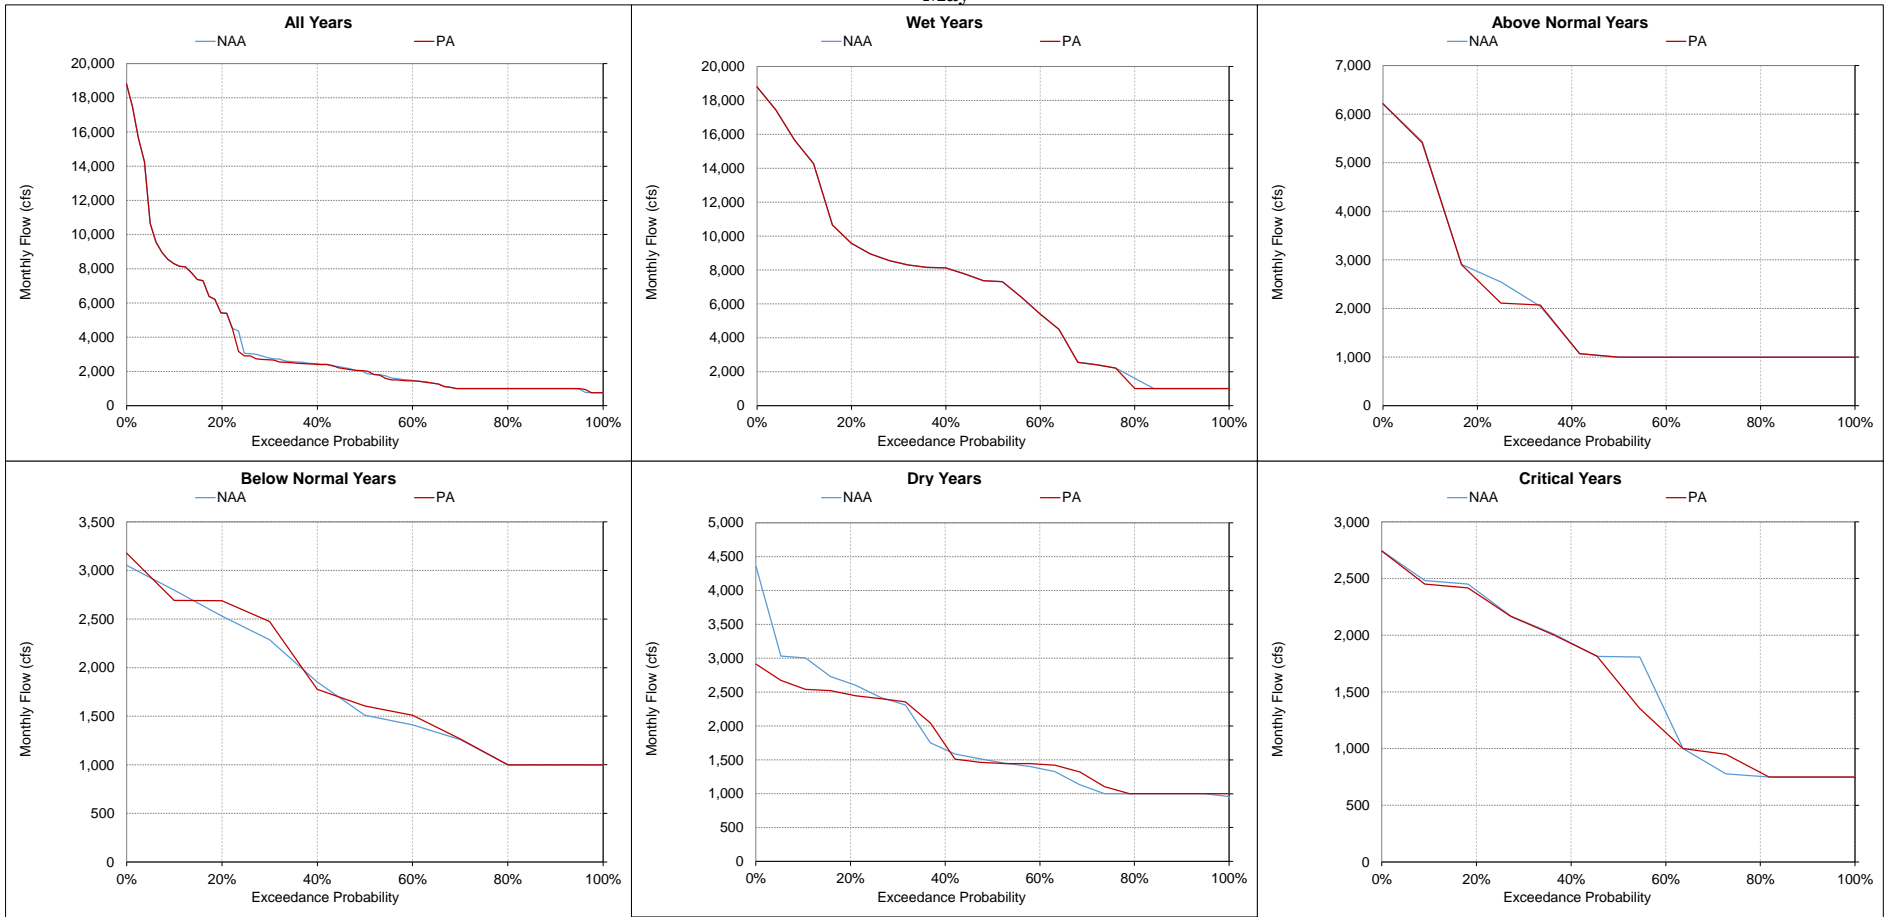 May
All Years
NAA PA
20,000
18,000
16,000
14,000
12,000
10,000
8,000
6,000
4,000
2,000
0
Monthly Flow (cfs)
0% 20% 40% 60% 80% 100%
Exceedance Probability
Wet Years
NAA PA
20,000
18,000
16,000
14,000
12,000
10,000
8,000
6,000
4,000
2,000
0
Monthly Flow (cfs)
0% 20% 40% 60% 80% 100%
Exceedance Probability
Above Normal Years
NAA PA
7,000
6,000
5,000
4,000
3,000
2,000
1,000
0
Monthly Flow (cfs)
0% 20% 40% 60% 80% 100%
Exceedance Probability
Below Normal Years
NAA PA
3,500
3,000
2,500
2,000
1,500
1,000
500
0
Monthly Flow (cfs)
0% 20% 40% 60% 80% 100%
Exceedance Probability
Dry Years
NAA PA
5,000
4,500
4,000
3,500
3,000
2,500
2,000
1,500
1,000
500
0
Monthly Flow (cfs)
0% 20% 40% 60% 80% 100%
Exceedance Probability
Critical Years
NAA PA
3,000
2,500
2,000
1,500
1,000
500
0
Monthly Flow (cfs)
0% 20% 40% 60% 80% 100%
Exceedance Probability